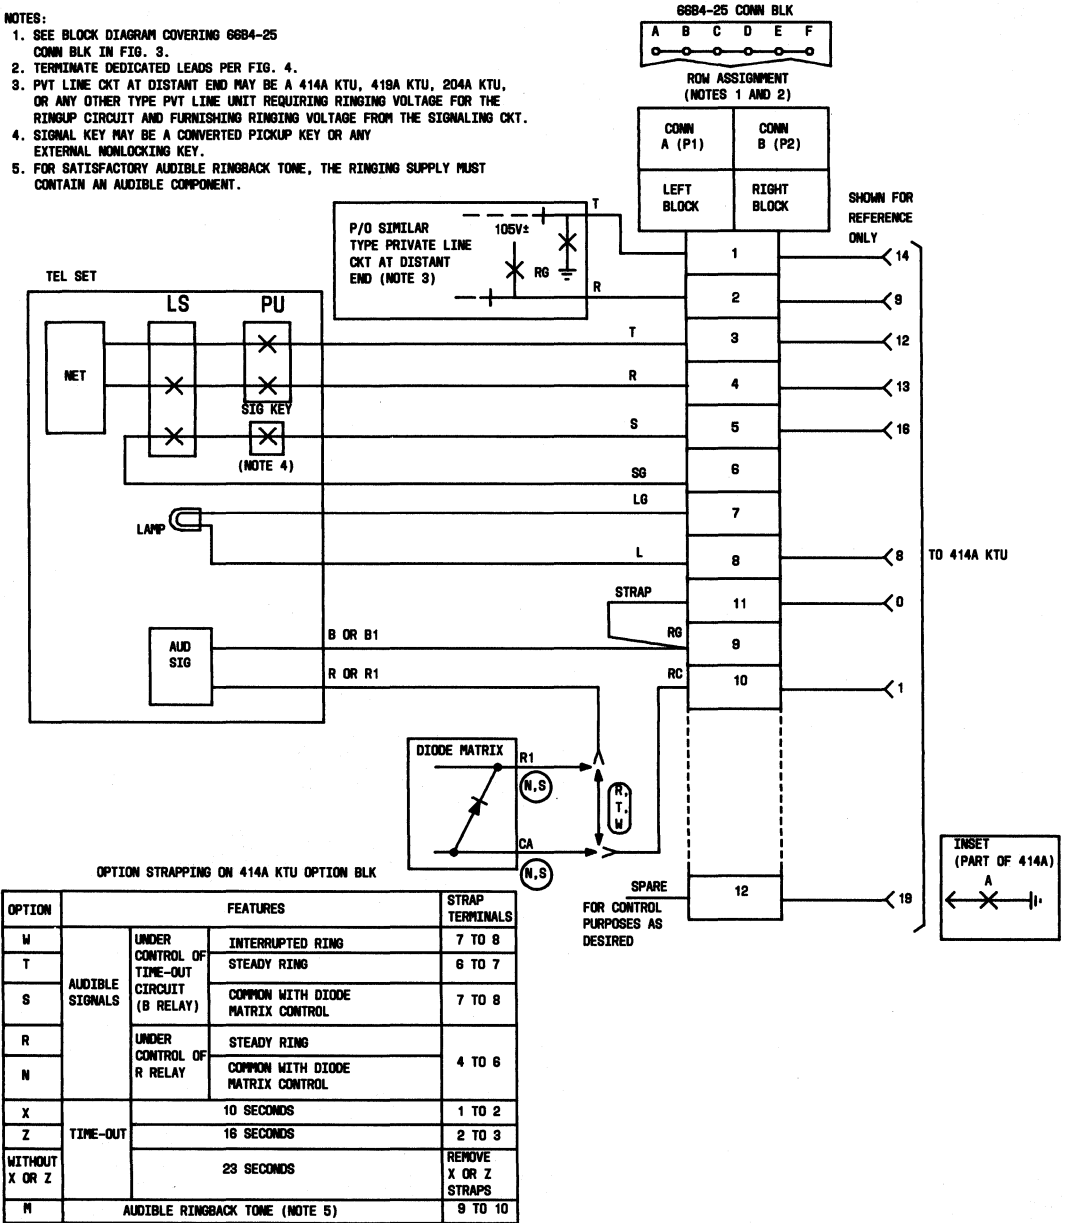 NOTES:
1. SEE BLOCK DIAGRAM COVERING 66B4-25
CONN BLK IN FIG. 3.
2. TERMINATE DEDICATED LEADS PER FIG. 4.
3. PVT LINE CKT AT DISTANT END MAY BE A 414A KTU, 419A KTU, 204A KTU,
OR ANY OTHER TYPE PVT LINE UNIT REQUIRING RINGING VOLTAGE FOR THE
RINGUP CIRCUIT AND FURNISHING RINGING VOLTAGE FROM THE SIGNALING CKT.
4. SIGNAL KEY MAY BE A CONVERTED PICKUP KEY OR ANY
EXTERNAL NONLOCKING KEY.
5. FOR SATISFACTORY AUDIBLE RINGBACK TONE, THE RINGING SUPPLY MUST
CONTAIN AN AUDIBLE COMPONENT.
66B4-25 CONN BLK
A B C D E F
ROW ASSIGNMENT
(NOTES 1 AND 2)
CONN
A (P1)
CONN
B (P2)
LEFT
BLOCK
RIGHT
BLOCK
SHOWN FOR
REFERENCE
ONLY
P/O SIMILAR
TYPE PRIVATE LINE
CKT AT DISTANT
END (NOTE 3)
105V±
RG
T
R
1
14
2
9
TEL SET
LS
PU
NET
T
3
12
R
4
13
SIG KEY
S
5
16
(NOTE 4)
SG
6
LG
7
LAMP
L
8
8
TO 414A KTU
STRAP
11
0
AUD
SIG
B OR B1
RG
9
R OR R1
RC
10
1
DIODE MATRIX
R1
N,S
R,
T,
W
CA
N,S
SPARE
12
19
FOR CONTROL
PURPOSES AS
DESIRED
INSET
(PART OF 414A)
A
OPTION STRAPPING ON 414A KTU OPTION BLK
OPTION
FEATURES
STRAP
TERMINALS
W
AUDIBLE
SIGNALS
UNDER
CONTROL OF
TIME-OUT
CIRCUIT
(B RELAY)
INTERRUPTED RING
7 TO 8
T
STEADY RING
6 TO 7
S
COMMON WITH DIODE
MATRIX CONTROL
7 TO 8
R
UNDER
CONTROL OF
R RELAY
STEADY RING
4 TO 6
N
COMMON WITH DIODE
MATRIX CONTROL
X
TIME-OUT
10 SECONDS
1 TO 2
Z
16 SECONDS
2 TO 3
WITHOUT
X OR Z
23 SECONDS
REMOVE
X OR Z
STRAPS
M
AUDIBLE RINGBACK TONE (NOTE 5)
9 TO 10